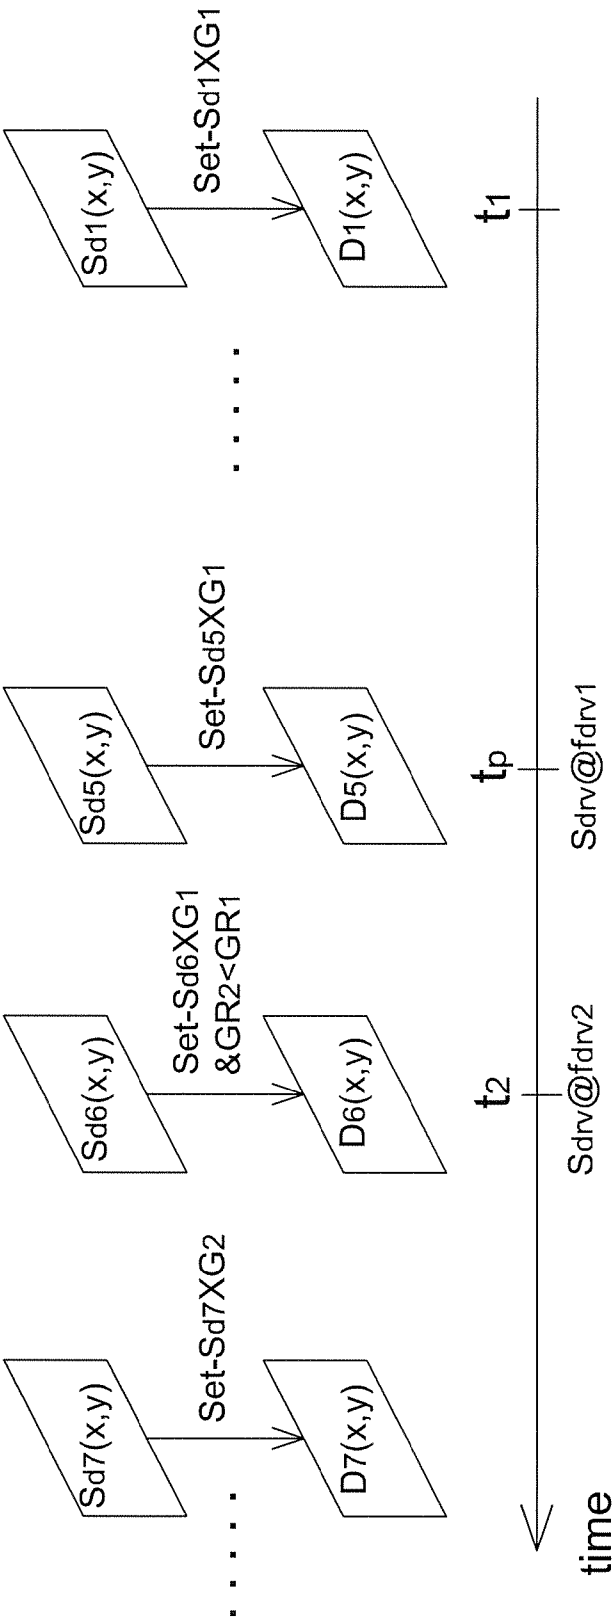 Sd7(x,y) Sd6(x,y) Sd5(x,y) Sd1(x,y)
Set-Sd7XG2
Set-Sd6XG1
&GR2<GR1
Set-Sd5XG1
Set-Sd1XG1
D7(x,y) D6(x,y) D5(x,y) D1(x,y)
t2 tp t1
Sdrv@fdrv2 Sdrv@fdrv1
time